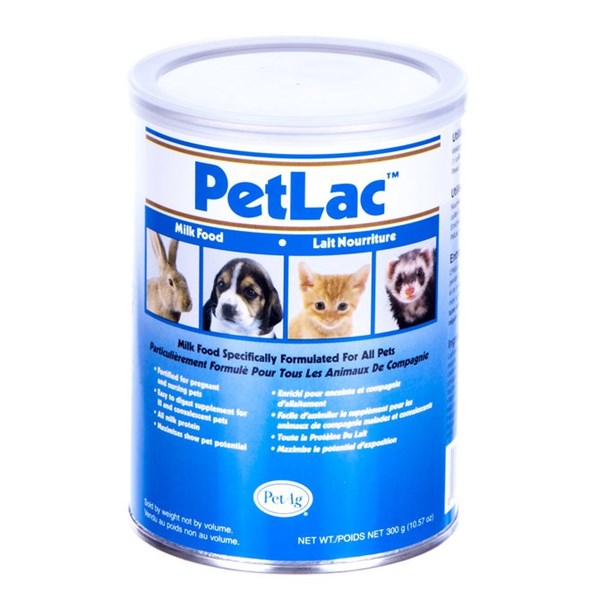 PetLac™
Milk Food • Lait Nourriture
Milk Food Specifically Formulated For All Pets
Particulièrement Formulè Pour Tous Les Animaux De Compagnie
• Fortified for pregnant
and nursing pets
• Easy to digest supplement for
ill and convalescent pets
• All milk protein
• Maximises show pet potential
• Enrichi pour enceinte et compagnie
d'allaitement
• Facile d'assimiler le supplément pour les
animaux de compagnie malades et convalescents
• Toute la Protéine Du Lait
• Maximise le potentiel d'exposition
PetAg
Sold by weight not by volume.
Vendu au poids non au volume.
NET WT./POIDS NET 300 g (10.57 oz)